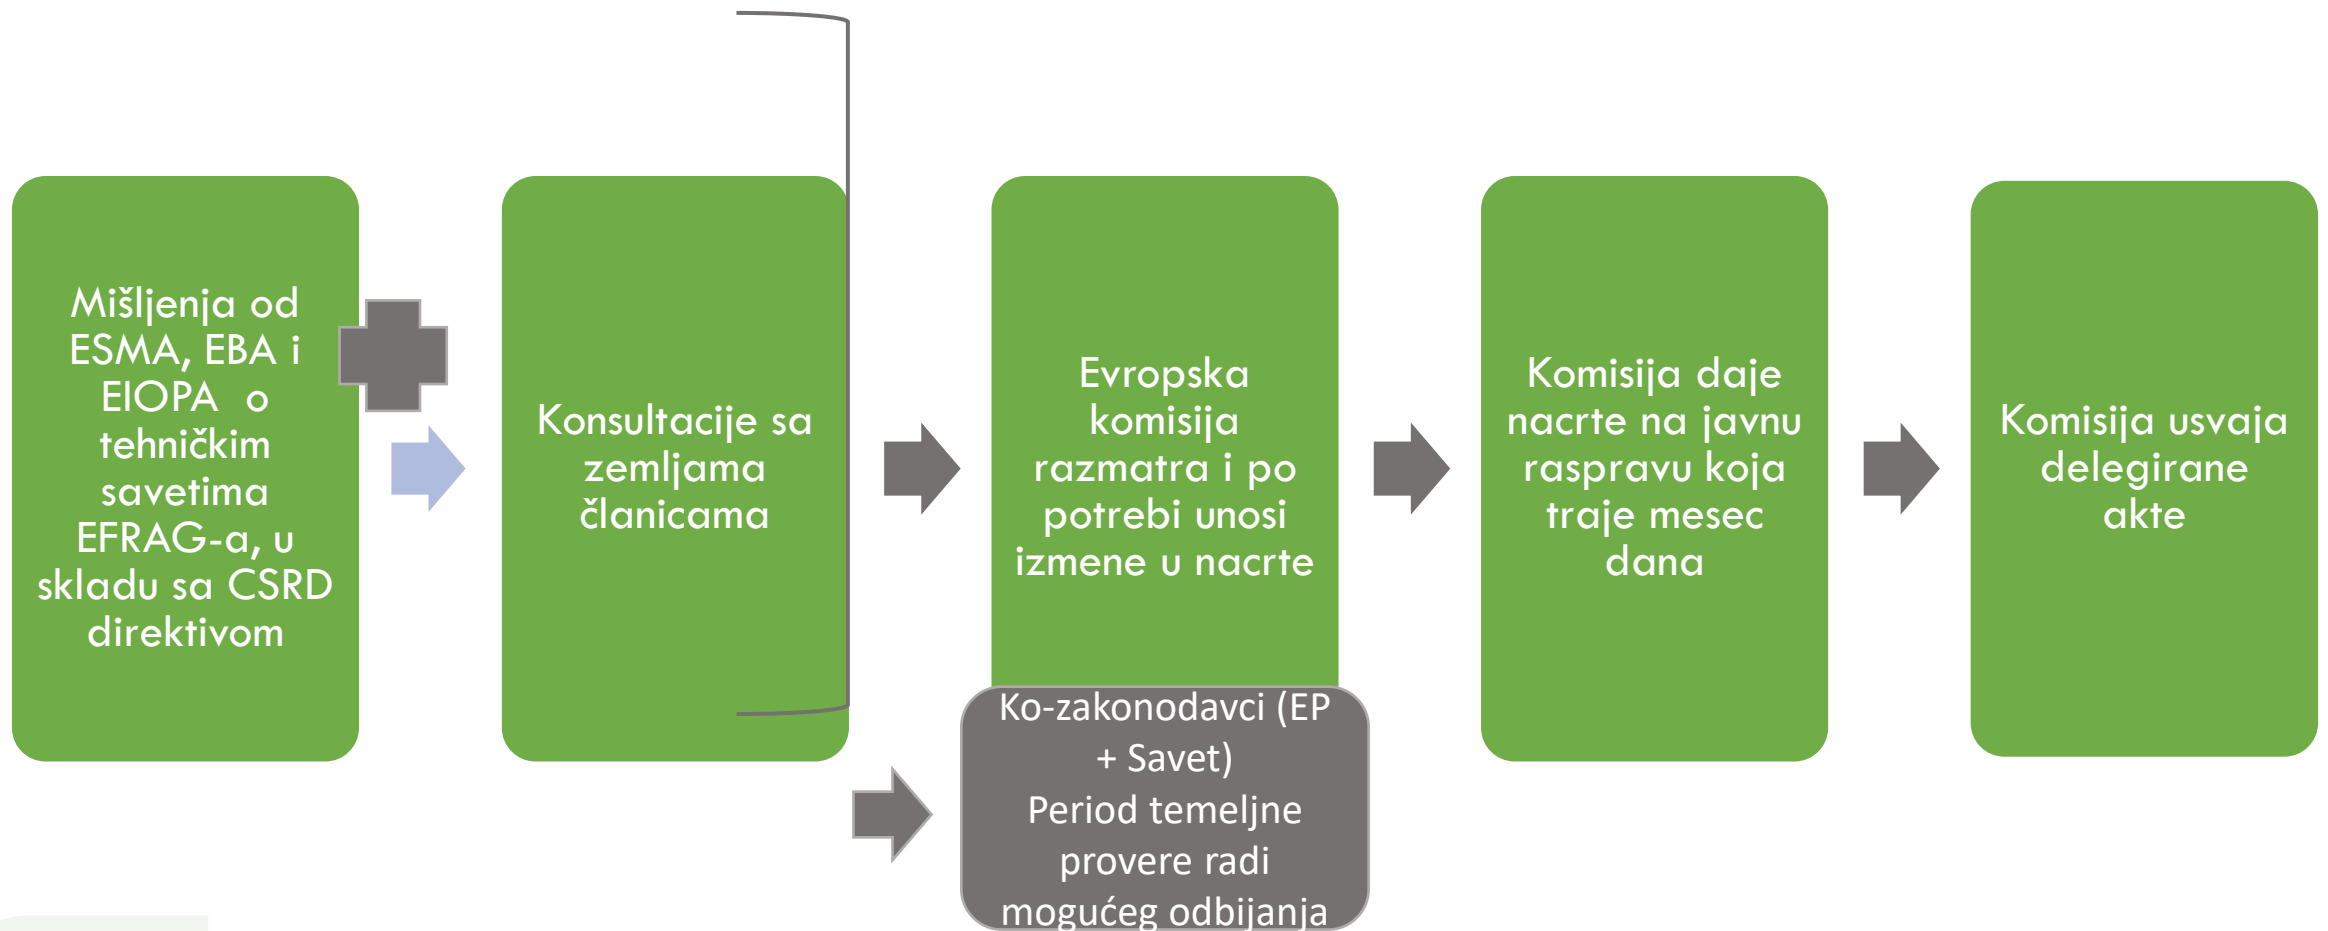 Mišljenja od
ESMA, EBA i
EIOPA o
tehničkim
savetima
EFRAG-a, u
skladu sa CSRD
direktivom
Konsultacije sa
zemljama
članicama
Evropska
komisija
razmatra i po
potrebi unosi
izmene u nacrte
Ko-zakonodavci (EP
+ Savet)
Period temeljne
provere radi
mogućeg odbijanja
Komisija daje
nacrte na javnu
raspravu koja
traje mesec
dana
Komisija usvaja
delegirane
akte